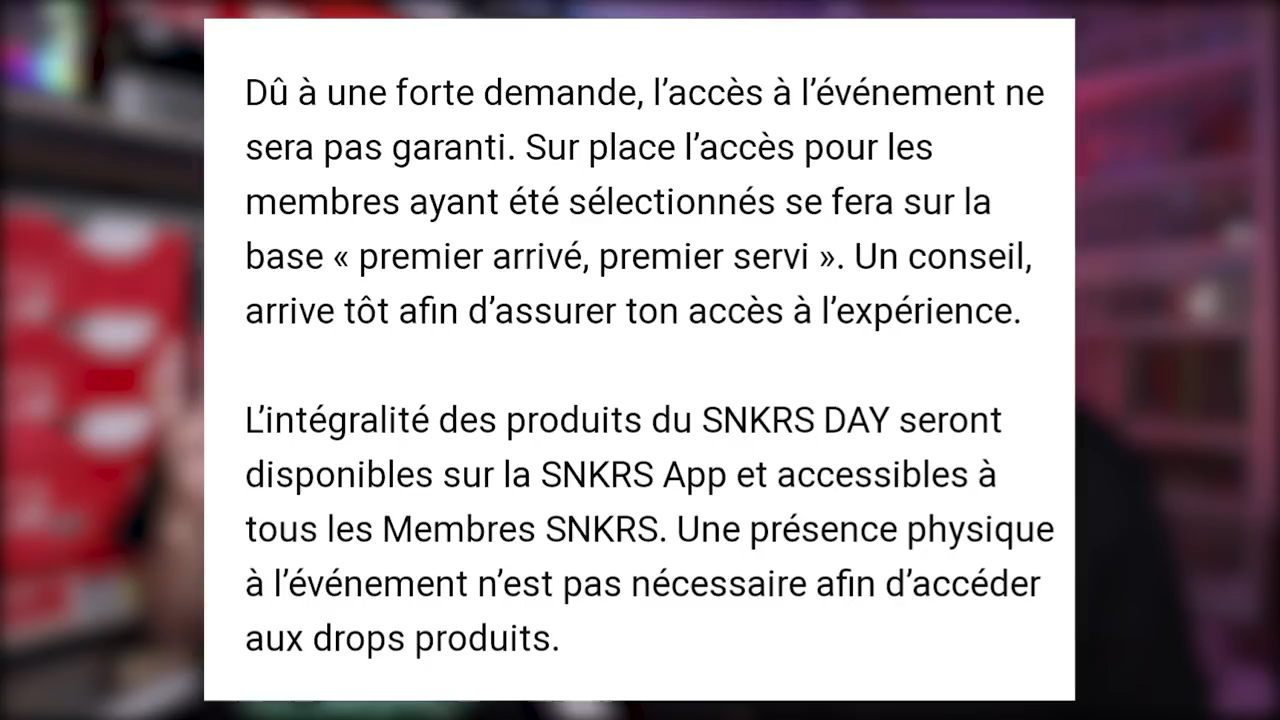 Dû à une forte demande, l’accès à l’événement ne
sera pas garanti. Sur place l’accès pour les
membres ayant été sélectionnés se fera sur la
base « premier arrivé, premier servi ». Un conseil,
arrive tôt afin d’assurer ton accès à l’expérience.
L’intégralité des produits du SNKRS DAY seront
disponibles sur la SNKRS App et accessibles à
tous les Membres SNKRS. Une présence physique
à l’événement n’est pas nécessaire afin d’accéder
aux drops produits.